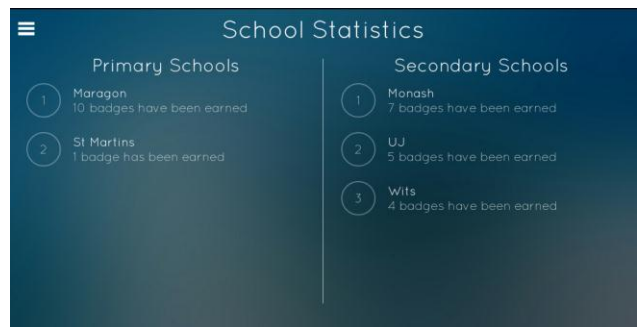 School Statistics
Primary Schools
1
Maragon
10 badges have been earned
2
St Martins
1 badge has been earned
Secondary Schools
1
Monash
7 badges have been earned
2
UJ
5 badges have been earned
3
Wits
4 badges have been earned